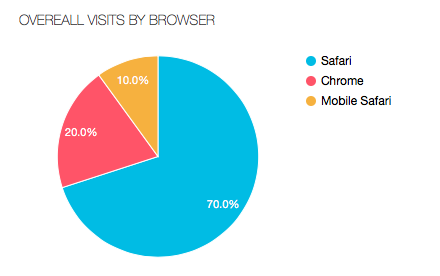 OVEREALL VISITS BY BROWSER
Safari
Chrome
Mobile Safari
10.0%
20.0%
70.0%